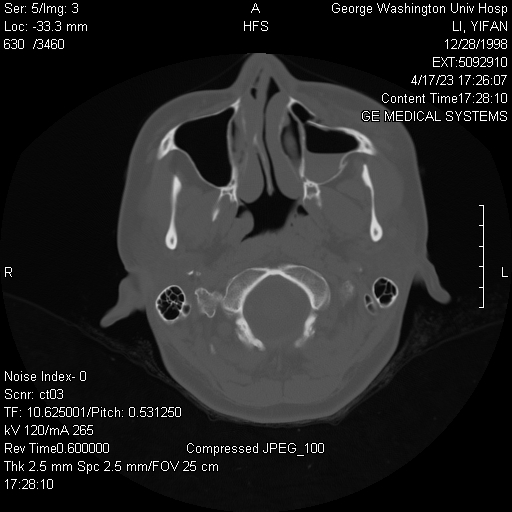 Ser: 5/Img: 3
Loc: -33.3 mm
630 /3460
A
HFS
George Washington Univ Hosp
LI, YIFAN
12/28/1998
EXT:5092910
4/17/23 17:26:07
Content Time17:28:10
GE MEDICAL SYSTEMS
R
L
Noise Index- 0
Scnr: ct03
TF: 10.625001/Pitch: 0.531250
kV 120/mA 265
Rev Time0.600000
Compressed JPEG_100
Thk 2.5 mm Spc 2.5 mm/FOV 25 cm
17:28:10